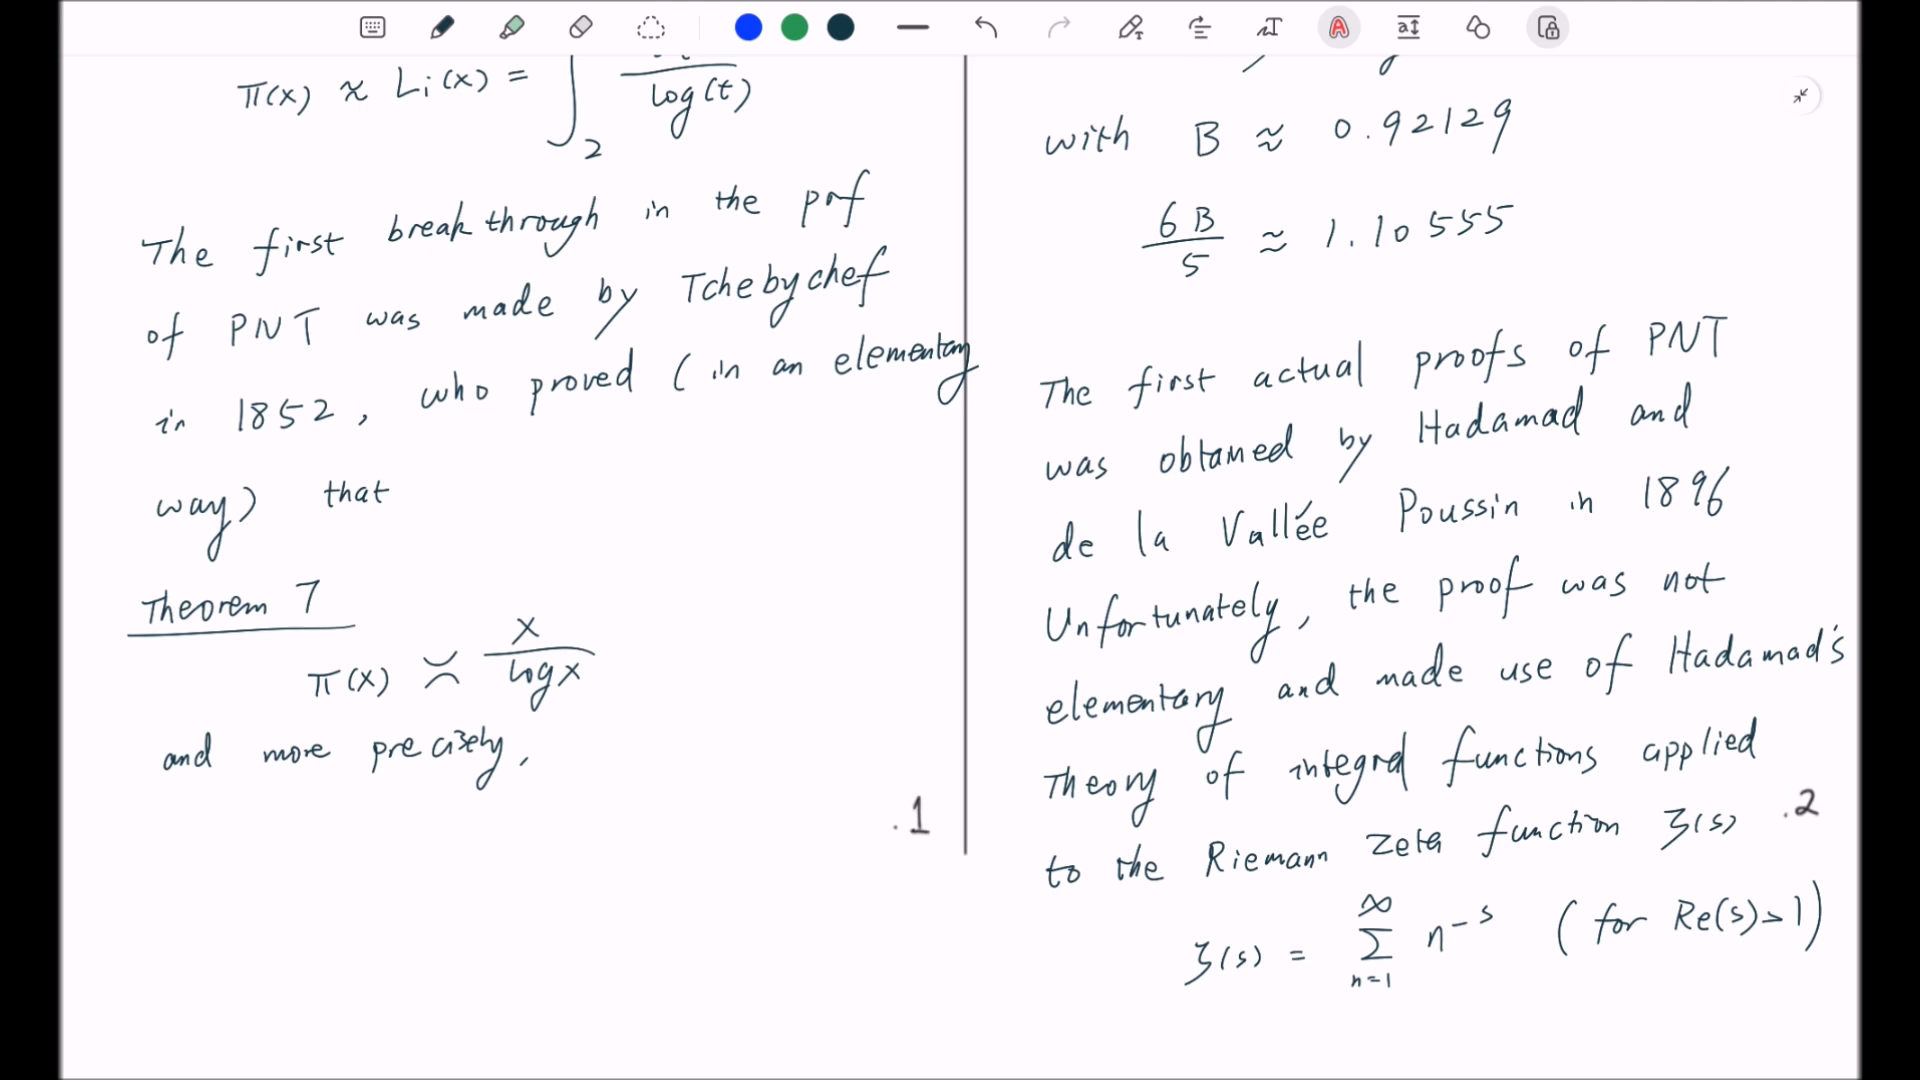 π(x) ≈ Li(x) = ∫₂ / log(t)
The first breakthrough in the prf
of PNT was made by Tchebychef
in 1852, who proved (in an elementary
way) that
Theorem 7
π(x) ≍ x / log x
and more precisely,
.1
with B ≈ 0.92129
6B / 5 ≈ 1.10555
The first actual proofs of PNT
was obtained by Hadamad and
de la Vallée Poussin in 1896
Unfortunately, the proof was not
elementary and made use of Hadamad's
Theory of integral functions applied
to the Riemann Zeta function ζ(s)
.2
ζ(s) = ∑_{n=1}^{∞} n^{-s} (for Re(s)>1)